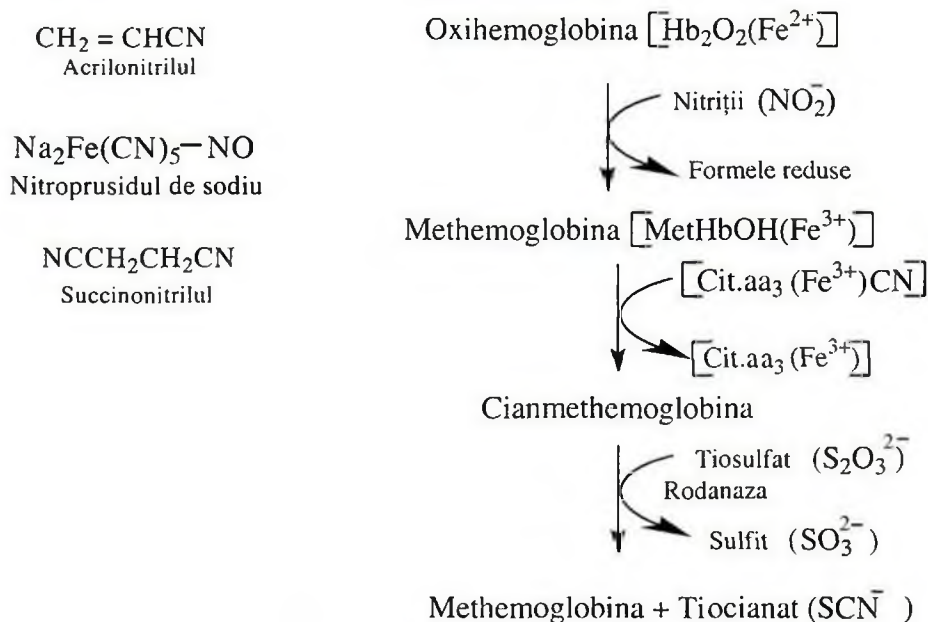 CH₂ = CHCN
Acrilonitrilul
Na₂Fe(CN)₅—NO
Nitroprusidul de sodiu
NCCH₂CH₂CN
Succinonitrilul
Oxihemoglobina [Hb₂O₂(Fe²⁺)]
Nitriții (NO₂⁻)
Formele reduse
Methemoglobina [MetHbOH(Fe³⁺)]
[Cit.aa₃ (Fe³⁺)CN]
[Cit.aa₃ (Fe³⁺)]
Cianmethemoglobina
Tiosulfat (S₂O₃²⁻)
Rodanaza
Sulfit (SO₃²⁻)
Methemoglobina + Tiocianat (SCN⁻ )